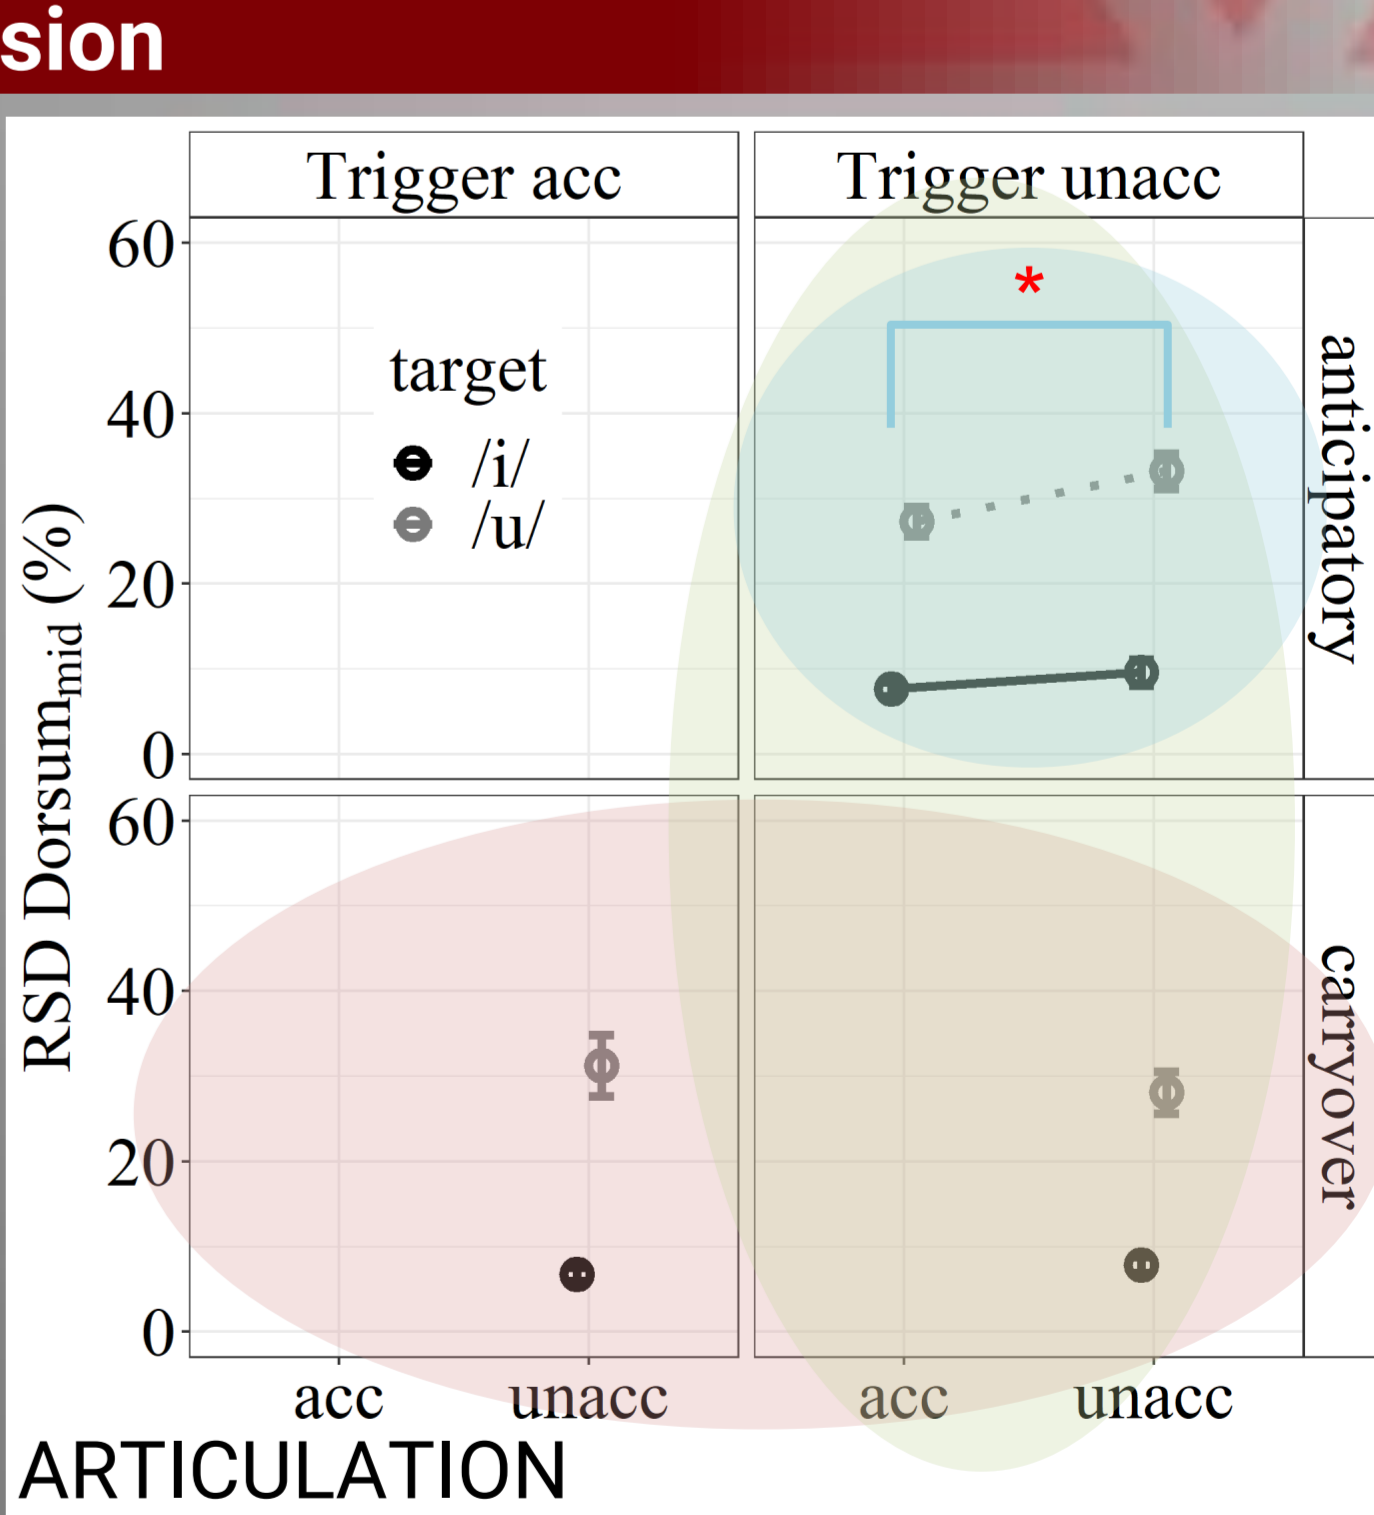 sion
Trigger acc
Trigger unacc
60
40
20
0
target
/i/
/u/
*
anticipatory
RSD Dorsummid (%)
60
40
20
0
carryover
acc
unacc
acc
unacc
ARTICULATION